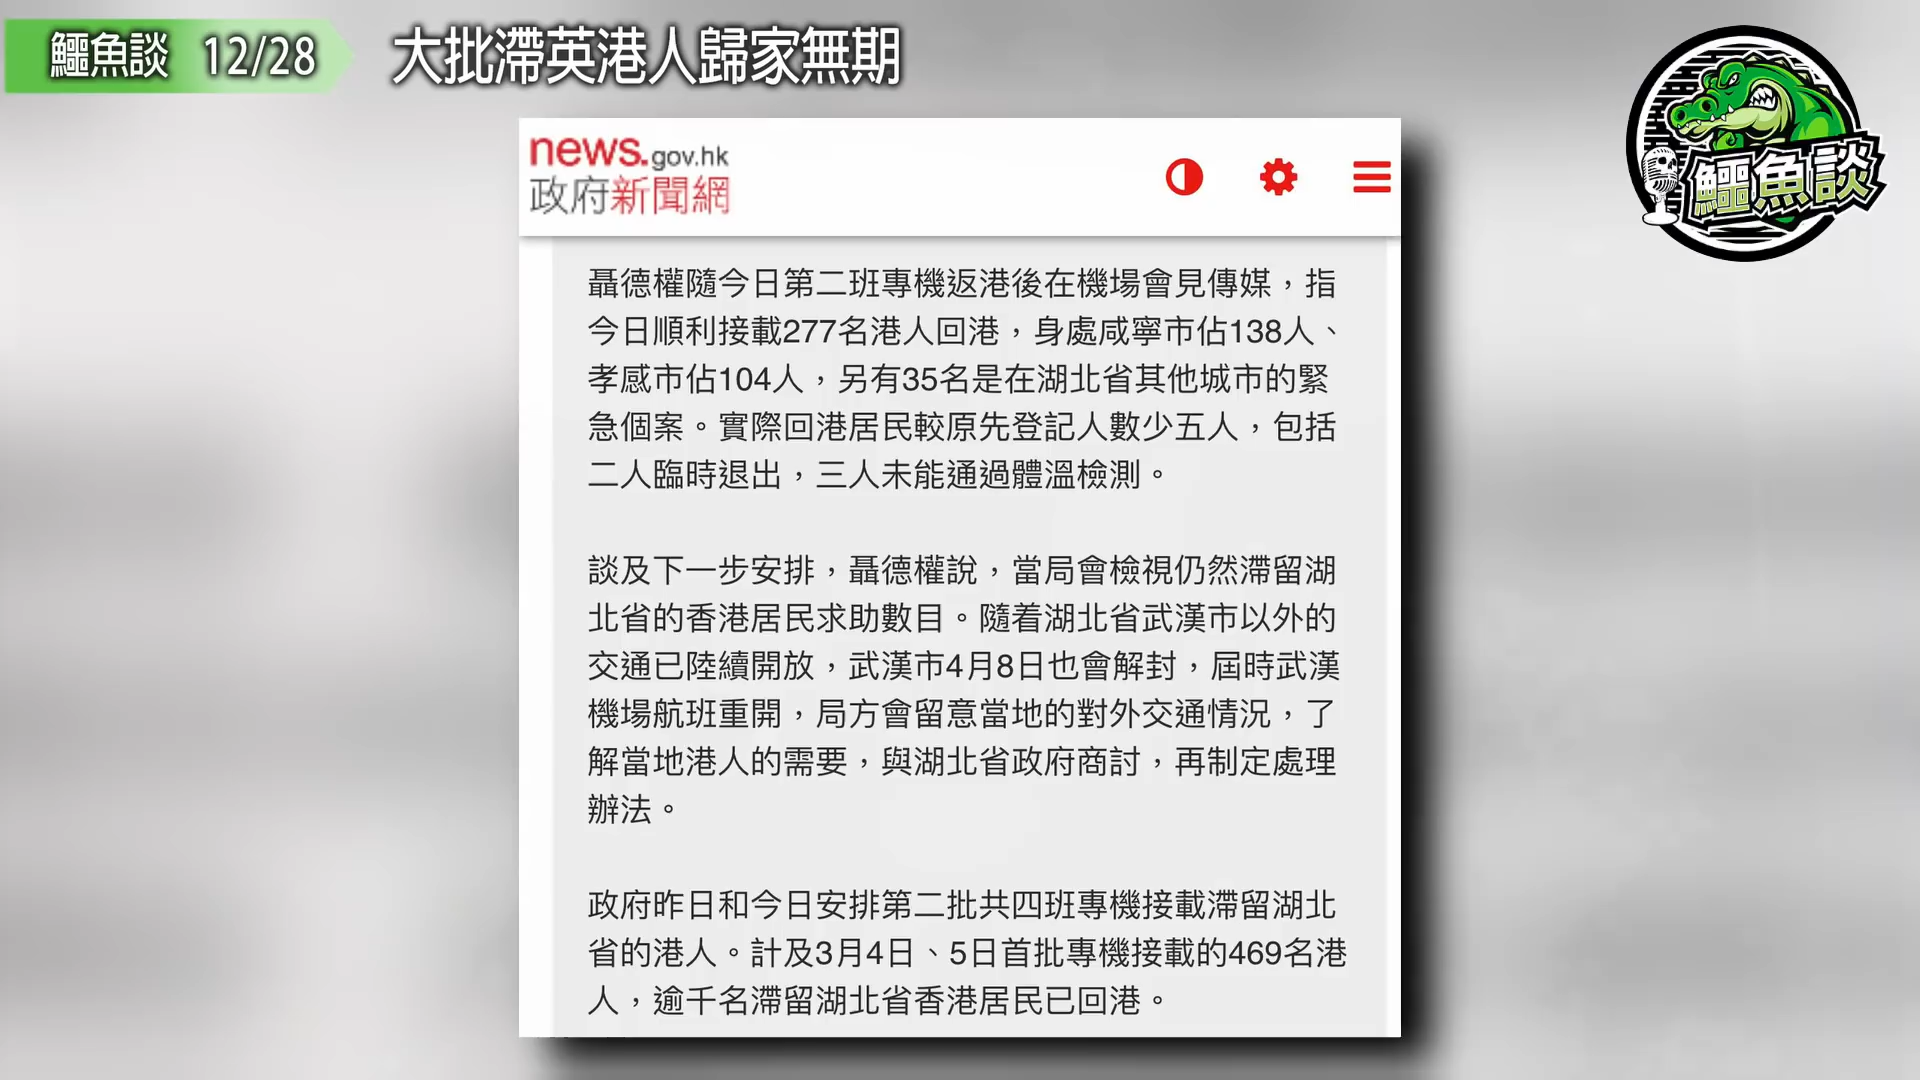 鱷魚談 12/28 大批滯英港人歸家無期
鱷魚談
news.gov.hk
政府新聞網
聶德權隨今日第二班專機返港後在機場會見傳媒，指
今日順利接載277名港人回港，身處咸寧市佔138人、
孝感市佔104人，另有35名是在湖北省其他城市的緊
急個案。實際回港居民較原先登記人數少五人，包括
二人臨時退出，三人未能通過體溫檢測。
談及下一步安排，聶德權說，當局會檢視仍然滯留湖
北省的香港居民求助數目。隨着湖北省武漢市以外的
交通已陸續開放，武漢市4月8日也會解封，屆時武漢
機場航班重開，局方會留意當地的對外交通情況，了
解當地港人的需要，與湖北省政府商討，再制定處理
辦法。
政府昨日和今日安排第二批共四班專機接載滯留湖北
省的港人。計及3月4日、5日首批專機接載的469名港
人，逾千名滯留湖北省香港居民已回港。